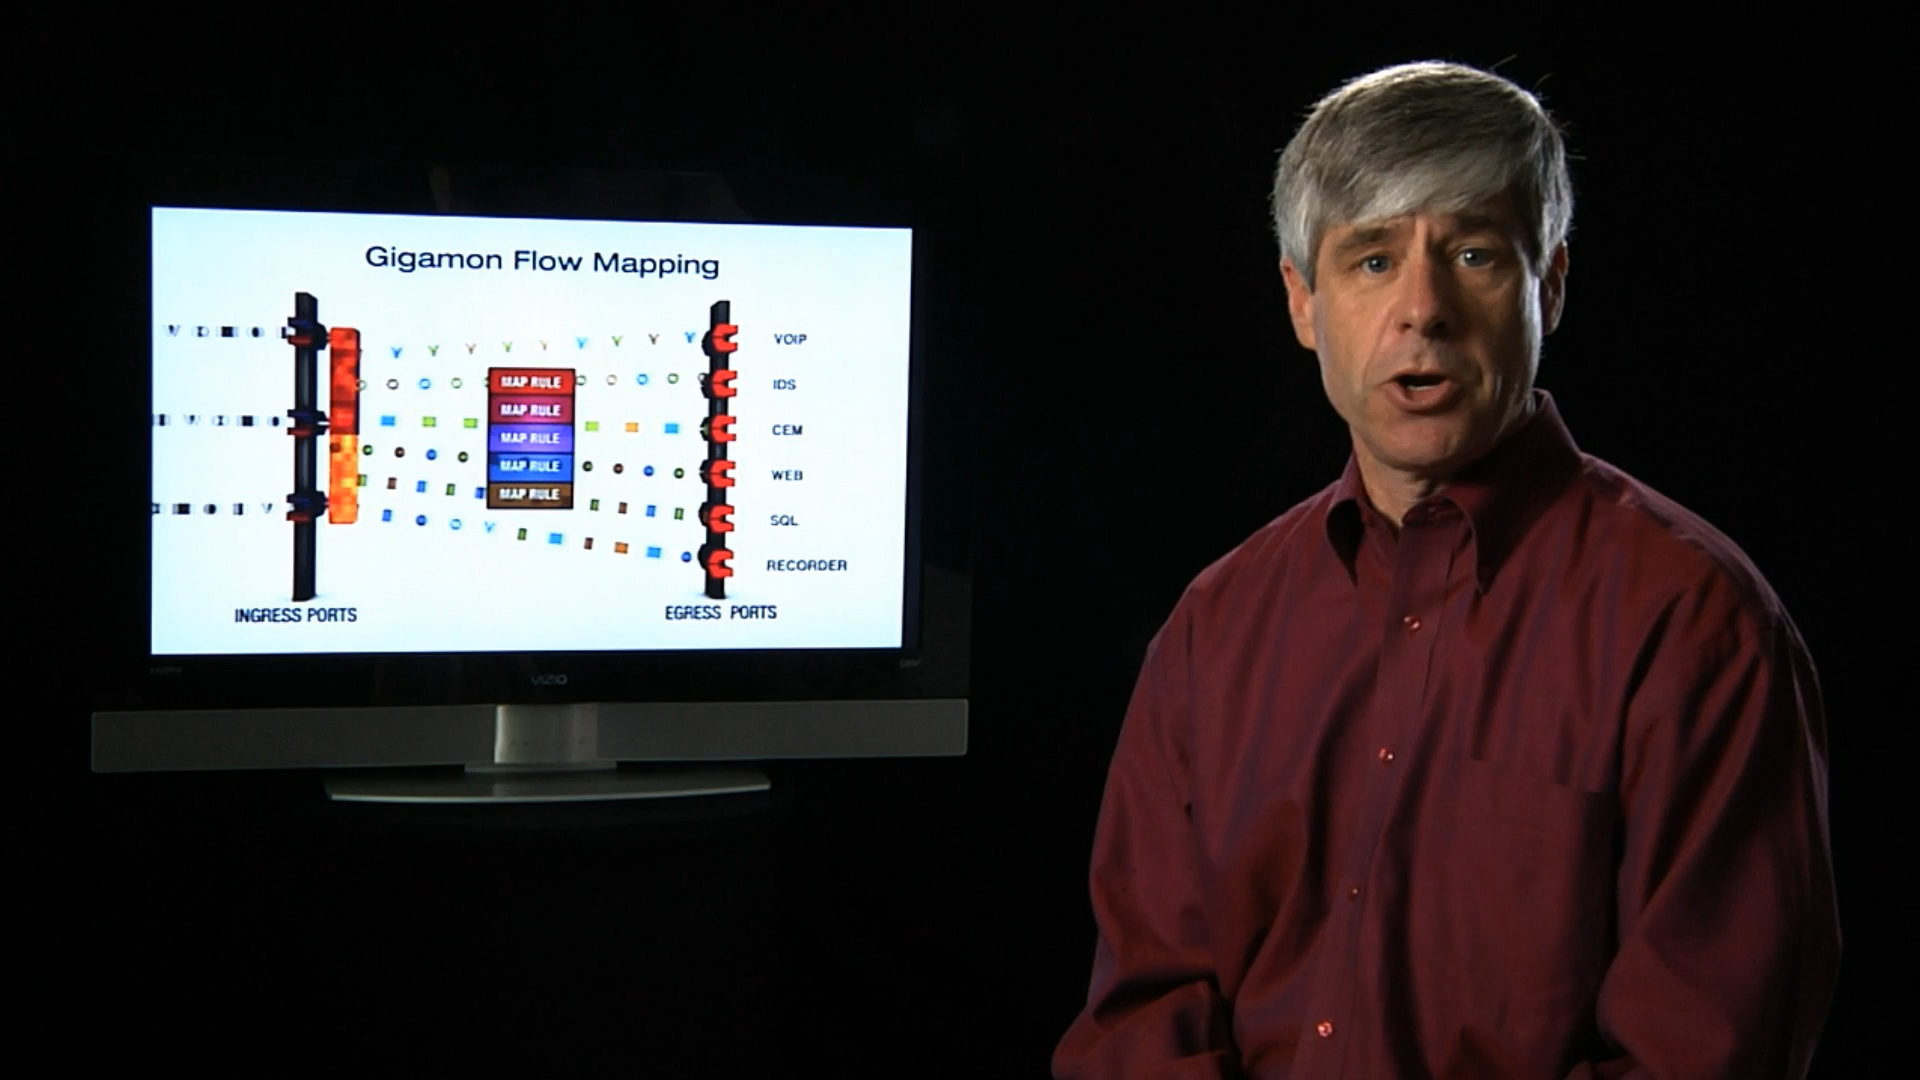 Gigamon Flow Mapping
VOIP
MAP RULE
IDS
MAP RULE
CEM
MAP RULE
MAP RULE
WEB
MAP RULE
SQL
RECORDER
INGRESS PORTS
EGRESS PORTS
VIZIO